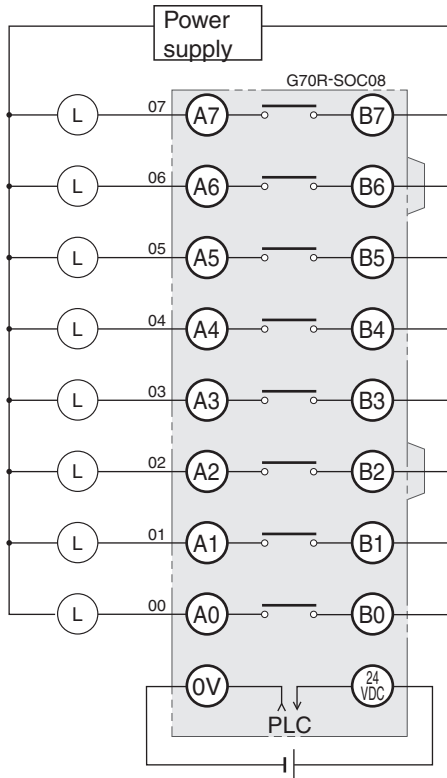 Power
supply
G70R-SOC08
L 07 A7 B7
L 06 A6 B6
L 05 A5 B5
L 04 A4 B4
L 03 A3 B3
L 02 A2 B2
L 01 A1 B1
L 00 A0 B0
0V 24
VDC
PLC